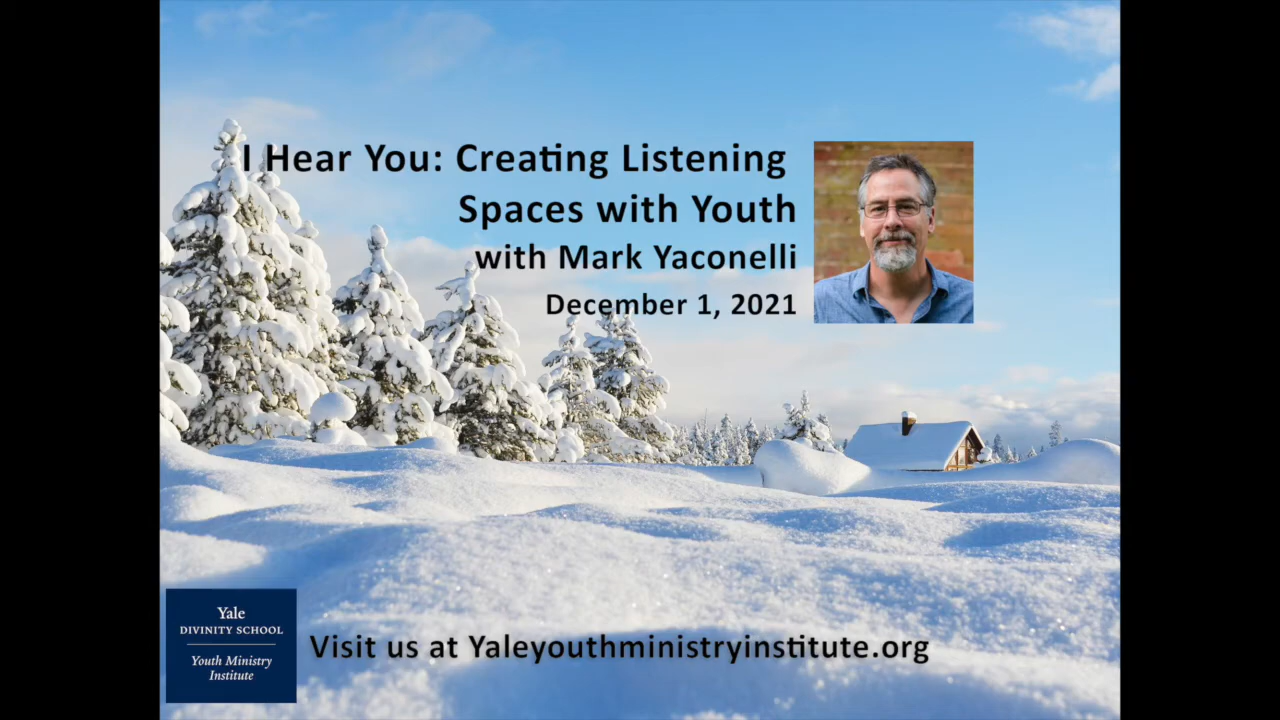 I Hear You: Creating Listening
Spaces with Youth
with Mark Yaconelli
December 1, 2021
Yale
DIVINITY SCHOOL
Youth Ministry
Institute
Visit us at Yaleyouthministryinstitute.org